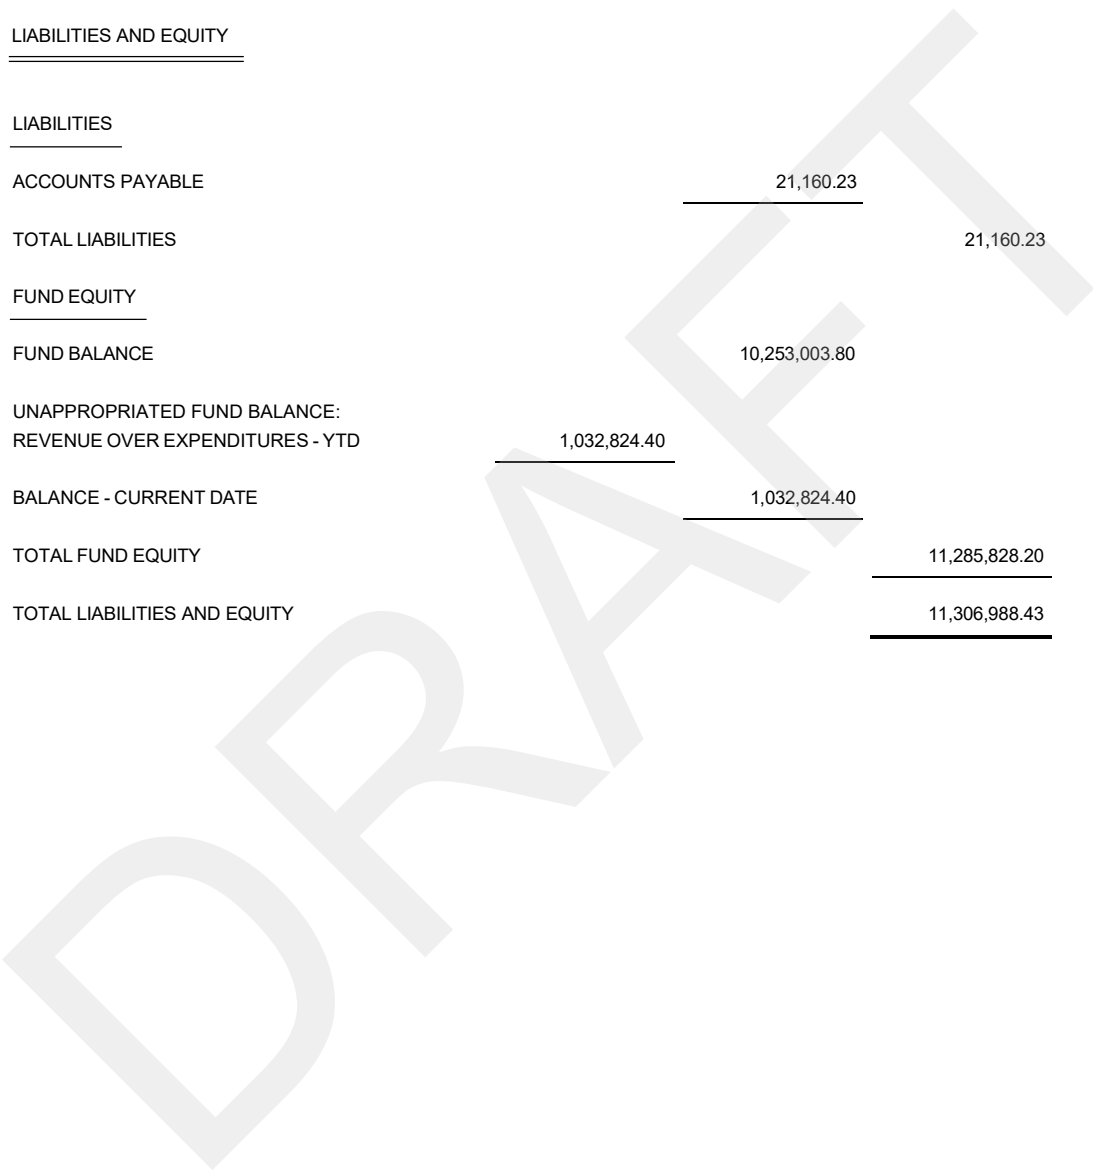 LIABILITIES AND EQUITY
LIABILITIES
ACCOUNTS PAYABLE 21,160.23
TOTAL LIABILITIES 21,160.23
FUND EQUITY
FUND BALANCE 10,253,003.80
UNAPPROPRIATED FUND BALANCE:
REVENUE OVER EXPENDITURES - YTD 1,032,824.40
BALANCE - CURRENT DATE 1,032,824.40
TOTAL FUND EQUITY 11,285,828.20
TOTAL LIABILITIES AND EQUITY 11,306,988.43
DRAFT